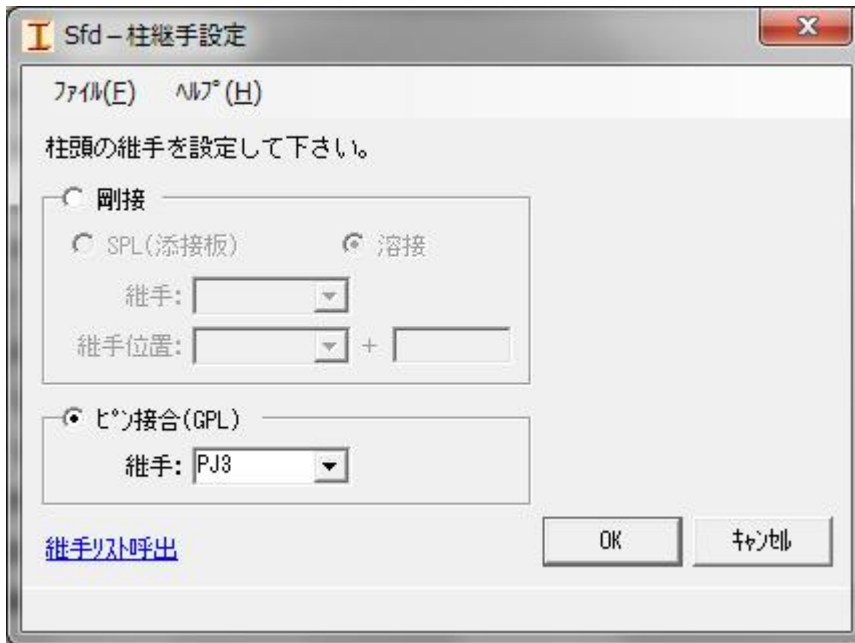 Sfd – 柱継手設定
ﾌｧｲﾙ(F) ﾍﾙﾌﾟ(H)
柱頭の継手を設定して下さい。
剛接
SPL(添接板) 溶接
継手:
継手位置: +
ﾋﾟﾝ接合(GPL)
継手: PJ3
継手ﾘｽﾄ呼出
OK ｷｬﾝｾﾙ